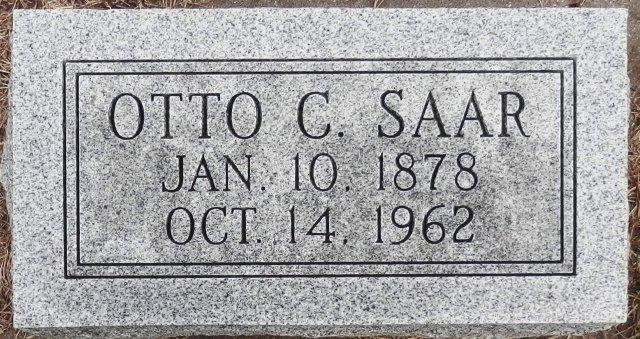 OTTO C. SAAR
JAN. 10. 1878
OCT. 14. 1962